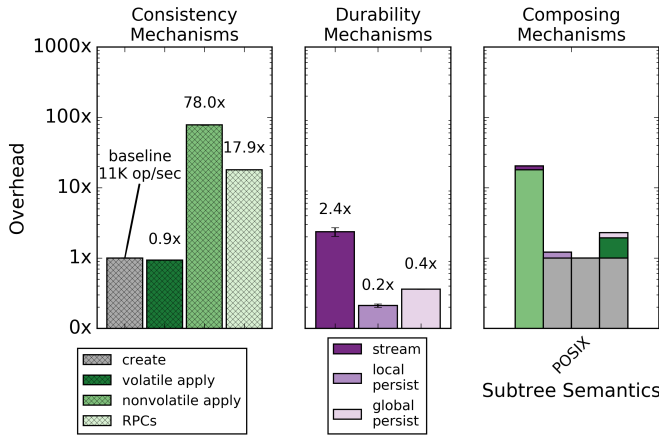 Consistency
Mechanisms
Durability
Mechanisms
Composing
Mechanisms
Overhead
1000x
100x
10x
1x
0x
baseline
11K op/sec
0.9x
78.0x
17.9x
2.4x
0.2x
0.4x
POSIX
Subtree Semantics
create
volatile apply
nonvolatile apply
RPCs
stream
local
persist
global
persist